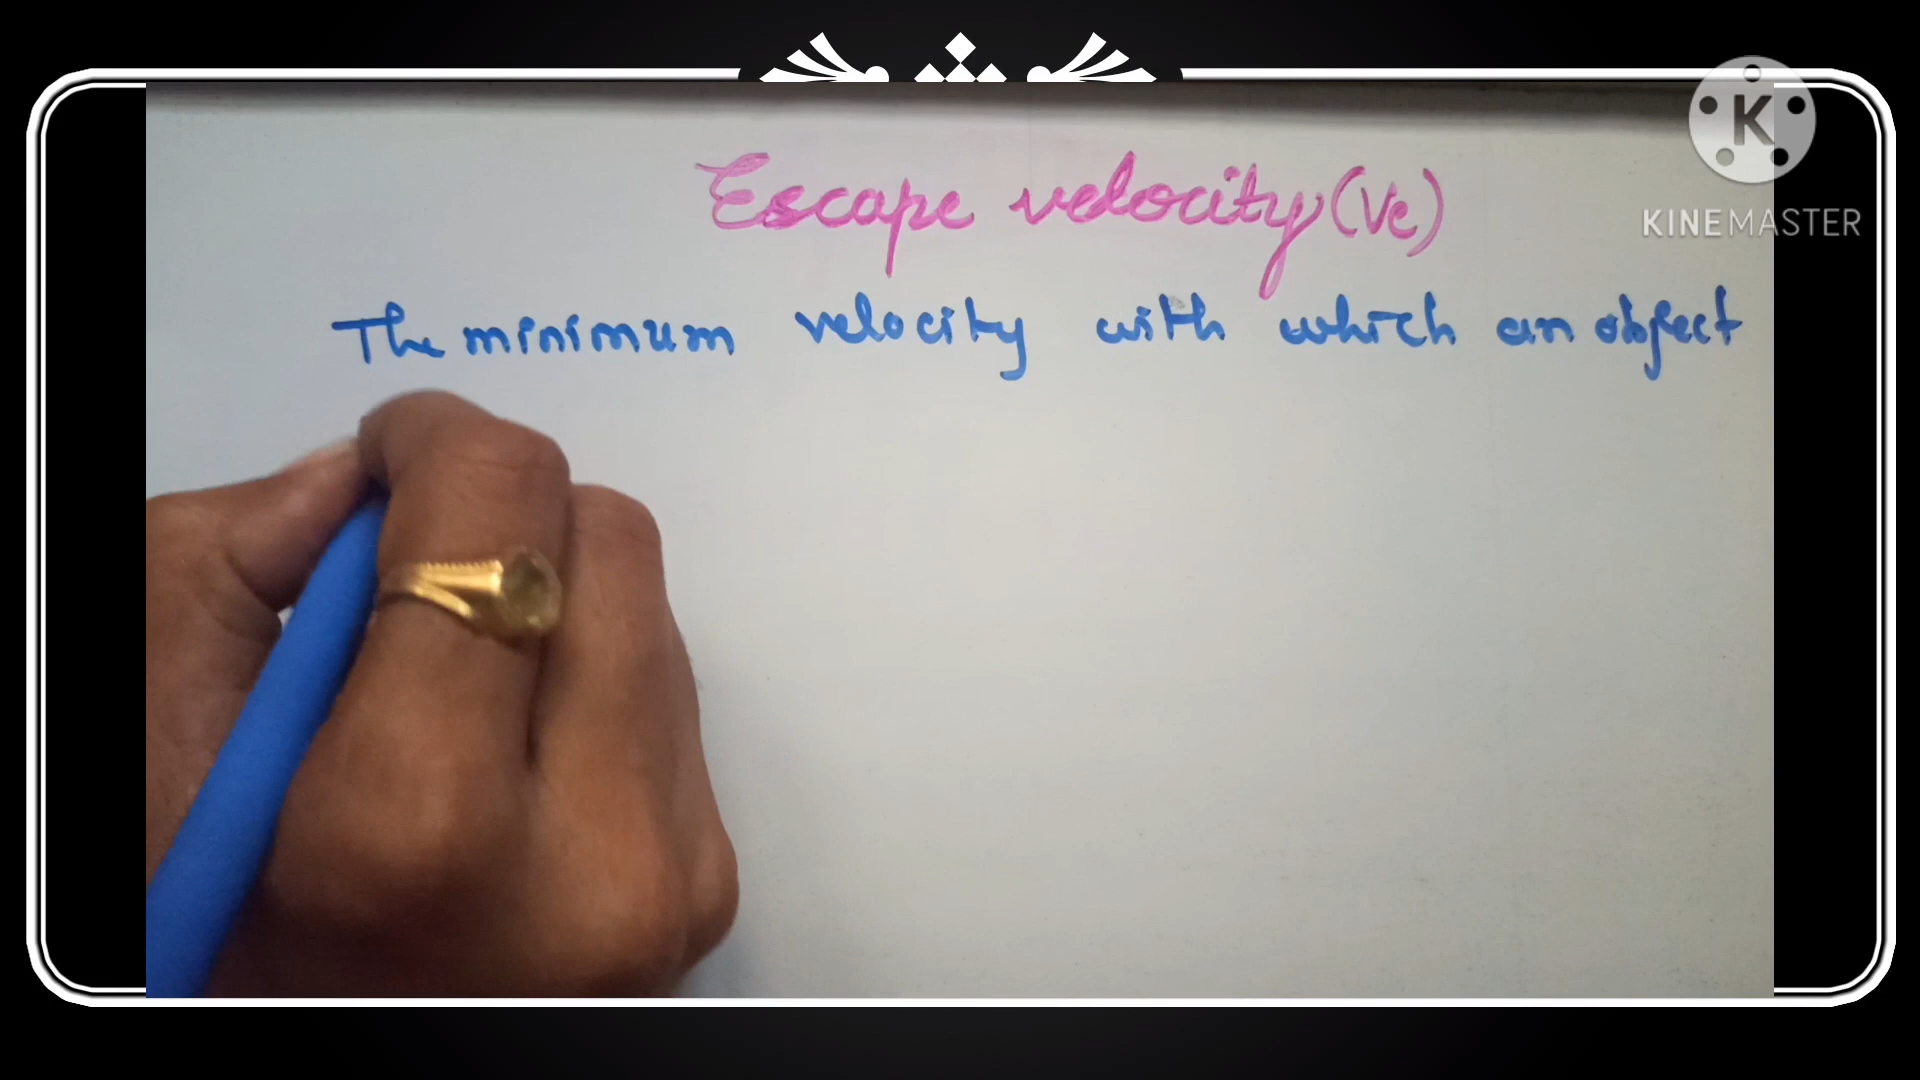 Escape velocity (Ve)
The minimum velocity with which an object
K
KINEMASTER